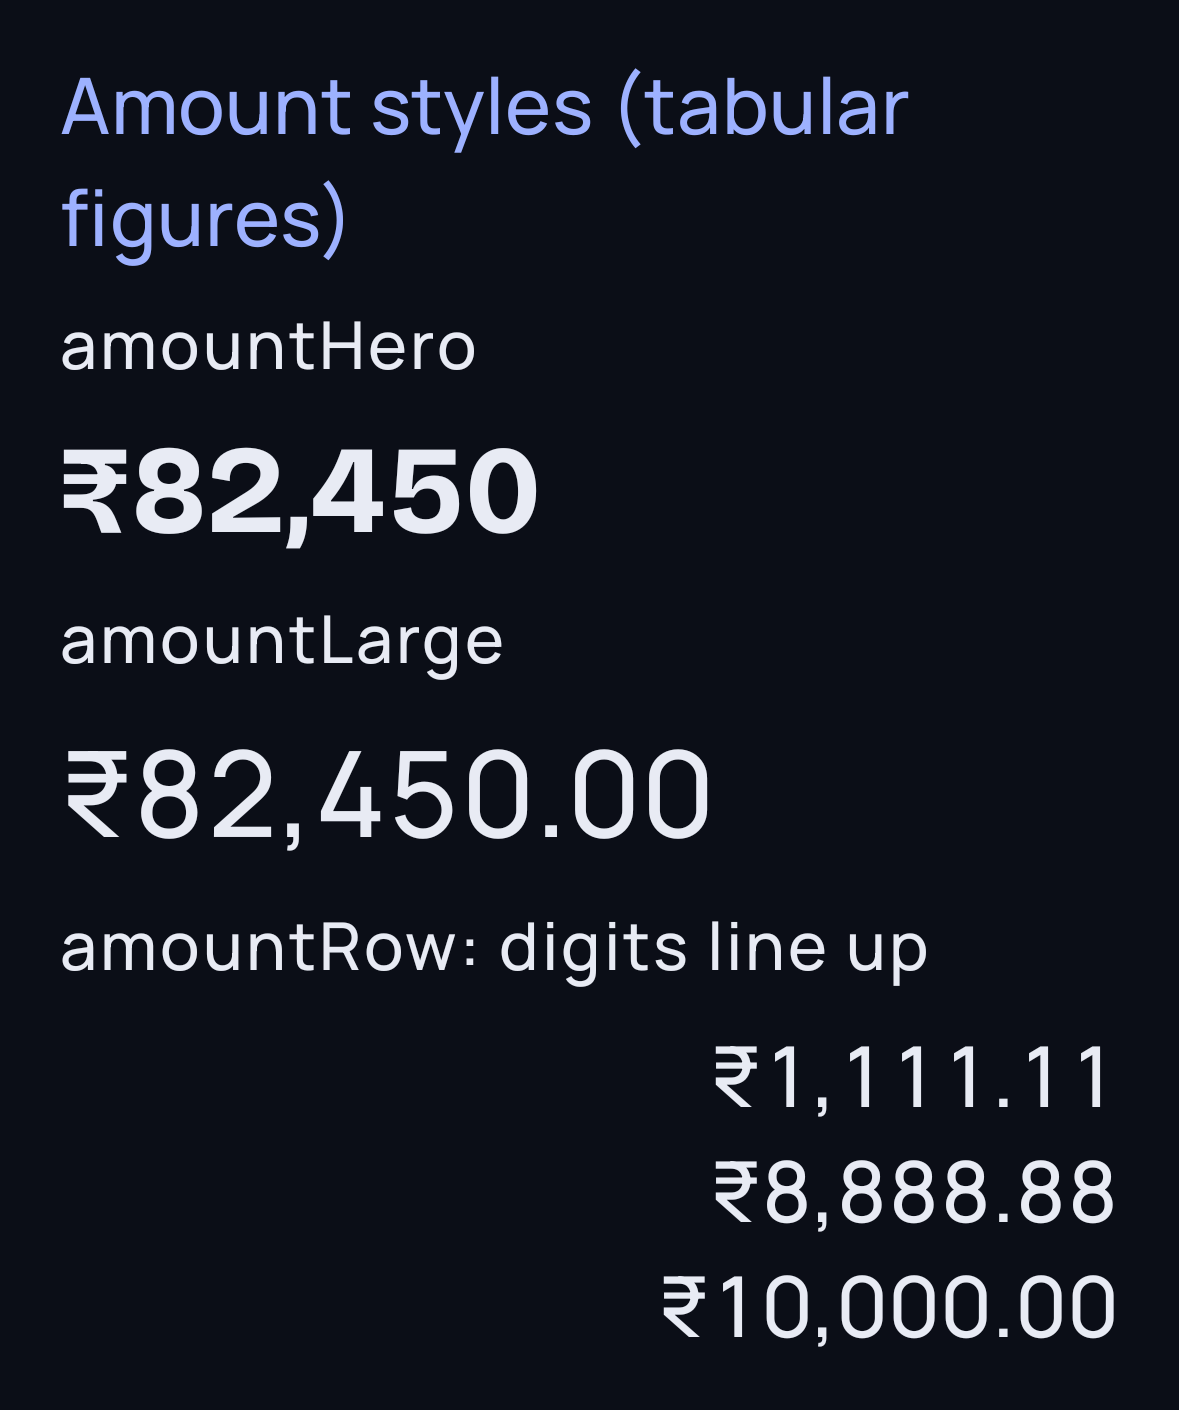 Amount styles (tabular
figures)
amountHero
₹82,450
amountLarge
₹82,450.00
amountRow: digits line up
₹1,111.11
₹8,888.88
₹10,000.00